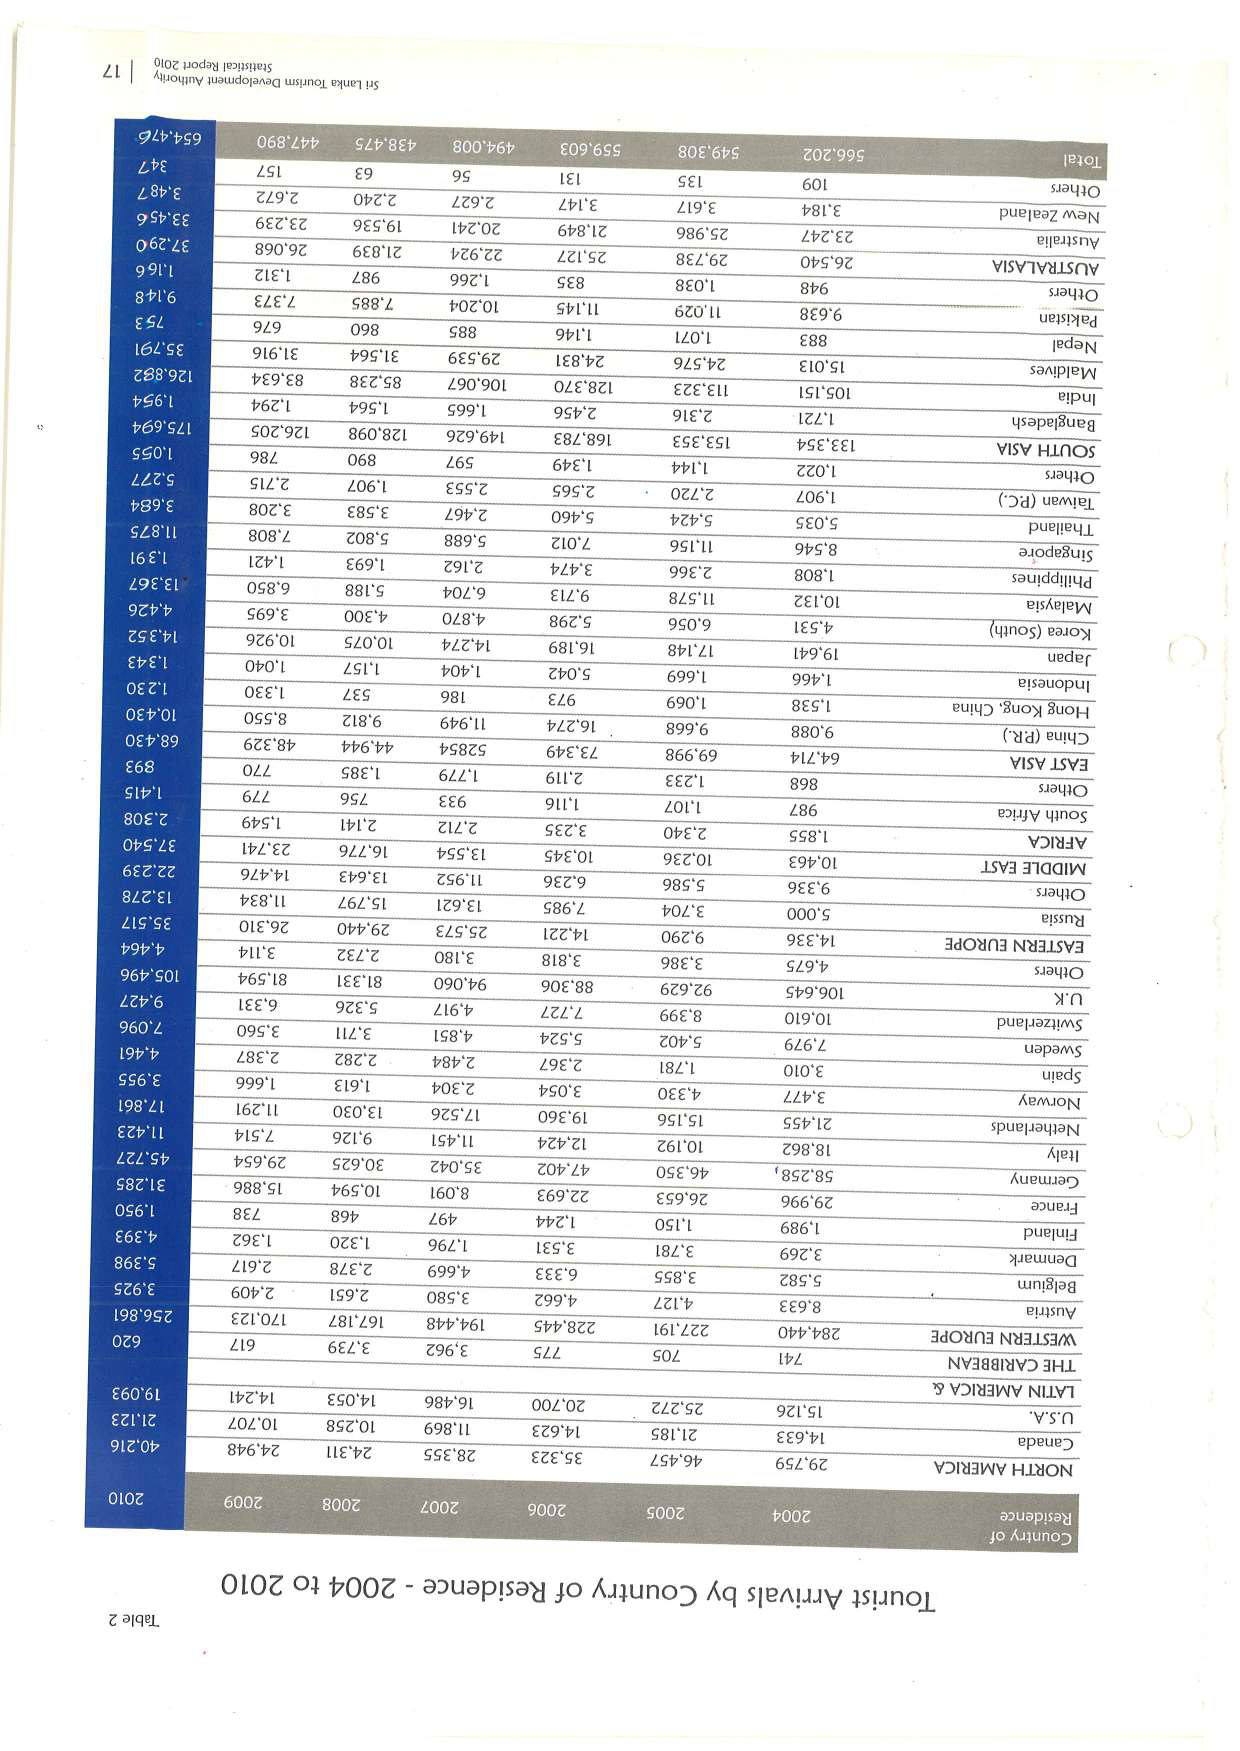 Table 2
Tourist Arrivals by Country of Residence - 2004 to 2010
Country of
Residence 2004 2005 2006 2007 2008 2009 2010
NORTH AMERICA 29,759 46,457 35,323 28,355 24,311 24,948 40,216
Canada 14,633 21,185 14,623 11,869 10,258 10,707 21,123
U.S.A. 15,126 25,272 20,700 16,486 14,053 14,241 19,093
LATIN AMERICA &
THE CARIBBEAN 741 705 775 3,962 3,739 617 620
WESTERN EUROPE 284,440 227,191 228,445 194,448 167,187 170,123 256,861
Austria 8,633 4,127 4,662 3,580 2,651 2,409 3,925
Belgium 5,582 3,855 6,333 4,669 2,378 2,617 5,398
Denmark 3,269 3,781 3,531 1,796 1,320 1,362 4,393
Finland 1,989 1,150 1,244 497 468 738 1,950
France 29,996 26,653 22,693 8,091 10,594 15,886 31,285
Germany 58,258 46,350 47,402 35,042 30,625 29,654 45,727
Italy 18,862 10,192 12,424 11,451 9,126 7,514 11,423
Netherlands 21,455 15,156 19,360 17,526 13,030 11,291 17,861
Norway 3,477 4,330 3,054 2,304 1,613 1,666 3,955
Spain 3,010 1,781 2,367 2,484 2,282 2,387 4,461
Sweden 7,979 5,402 5,524 4,851 3,711 3,560 7,096
Switzerland 10,610 8,399 7,727 4,917 5,326 6,331 9,427
U.K 106,645 92,629 88,306 94,060 81,331 81,594 105,496
Others 4,675 3,386 3,818 3,180 2,732 3,114 4,464
EASTERN EUROPE 14,336 9,290 14,221 25,573 29,440 26,310 35,517
Russia 5,000 3,704 7,985 13,621 15,797 11,834 13,278
Others 9,336 5,586 6,236 11,952 13,643 14,476 22,239
MIDDLE EAST 10,463 10,236 10,345 13,554 16,776 23,741 37,540
AFRICA 1,855 2,340 3,235 2,712 2,141 1,549 2,308
South Africa 987 1,107 1,116 933 756 779 1,415
Others 868 1,233 2,119 1,779 1,385 770 893
EAST ASIA 64,714 69,998 73,349 52854 44,944 48,329 68,430
China (P.R.) 9,088 9,668 16,274 11,949 9,812 8,550 10,430
Hong Kong, China 1,538 1,069 973 186 537 1,330 1,230
Indonesia 1,466 1,669 5,042 1,404 1,157 1,040 1,343
Japan 19,641 17,148 16,189 14,274 10,075 10,926 14,352
Korea (South) 4,531 6,056 5,298 4,870 4,300 3,695 4,426
Malaysia 10,132 11,578 9,713 6,704 5,188 6,850 13,367
Philippines 1,808 2,366 3,474 2,162 1,693 1,421 1,391
Singapore 8,546 11,156 7,012 5,688 5,802 7,808 11,875
Thailand 5,035 5,424 5,460 2,467 3,583 3,208 3,684
Taiwan (P.C.) 1,907 2,720 2,565 2,553 1,907 2,715 5,277
Others 1,022 1,144 1,349 597 890 786 1,055
SOUTH ASIA 133,354 153,353 168,783 149,626 128,098 126,205 175,694
Bangladesh 1,721 2,316 2,456 1,665 1,564 1,294 1,954
India 105,151 113,323 128,370 106,067 85,238 83,634 126,882
Maldives 15,013 24,576 24,831 29,539 31,564 31,916 35,791
Nepal 883 1,071 1,146 885 860 676 753
Pakistan 9,638 11,029 11,145 10,204 7,885 7,373 9,148
Others 948 1,038 835 1,266 987 1,312 1,166
AUSTRALASIA 26,540 29,738 25,127 22,924 21,839 26,068 37,290
Australia 23,247 25,986 21,849 20,241 19,536 23,239 33,456
New Zealand 3,184 3,617 3,147 2,627 2,240 2,672 3,487
Others 109 135 131 56 63 157 347
Total 566,202 549,308 559,603 494,008 438,475 447,890 654,476
Sri Lanka Tourism Development Authority
Statistical Report 2010 | 17